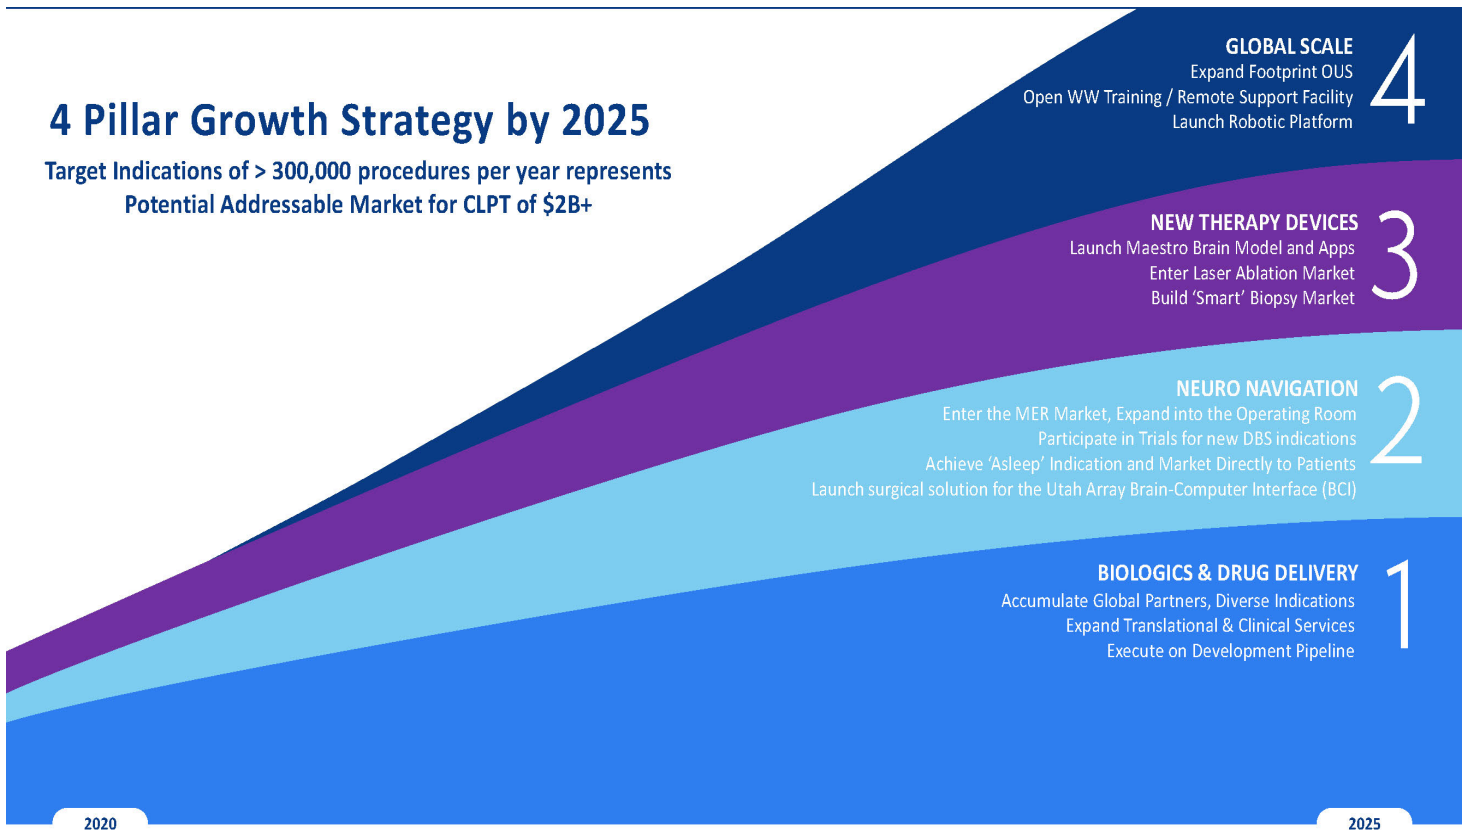 4 Pillar Growth Strategy by 2025
Target Indications of > 300,000 procedures per year represents
Potential Addressable Market for CLPT of $2B+
GLOBAL SCALE
Expand Footprint OUS
Open WW Training / Remote Support Facility
Launch Robotic Platform
4
NEW THERAPY DEVICES
Launch Maestro Brain Model and Apps
Enter Laser Ablation Market
Build ‘Smart’ Biopsy Market
3
NEURO NAVIGATION
Enter the MER Market, Expand into the Operating Room
Participate in Trials for new DBS indications
Achieve ‘Asleep’ Indication and Market Directly to Patients
Launch surgical solution for the Utah Array Brain-Computer Interface (BCI)
2
BIOLOGICS & DRUG DELIVERY
Accumulate Global Partners, Diverse Indications
Expand Translational & Clinical Services
Execute on Development Pipeline
1
2020
2025